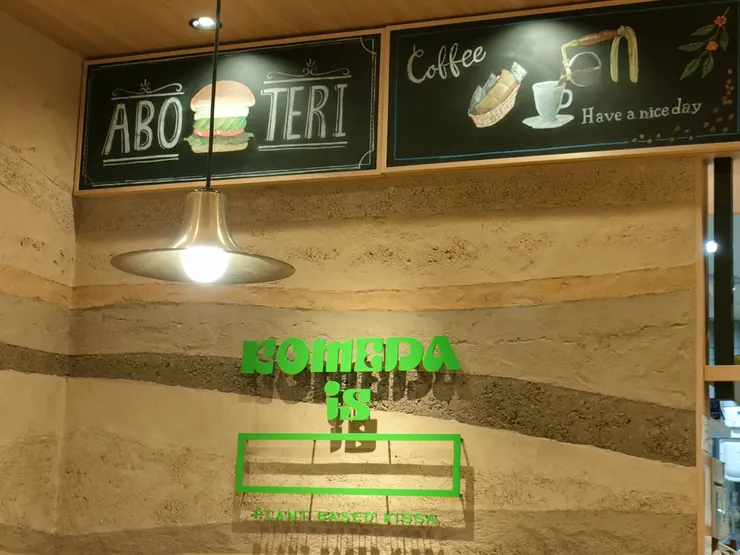 ABO TERI
Coffee
Have a nice day
KOMEDA
is
PLANT BASED KISSA